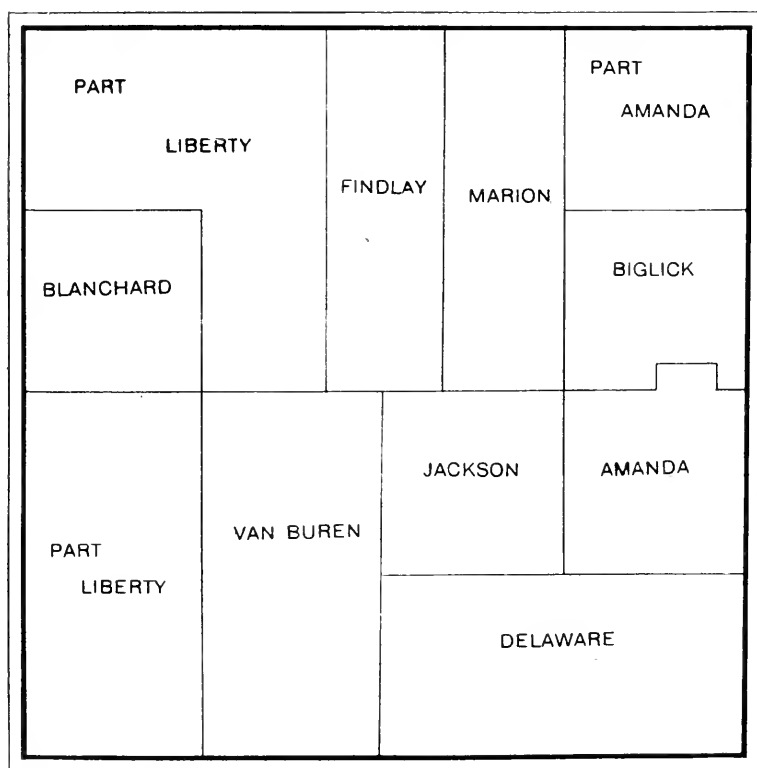 PART
LIBERTY
FINDLAY
MARION
PART
AMANDA
BLANCHARD
BIGLICK
PART
LIBERTY
VAN BUREN
JACKSON
AMANDA
DELAWARE